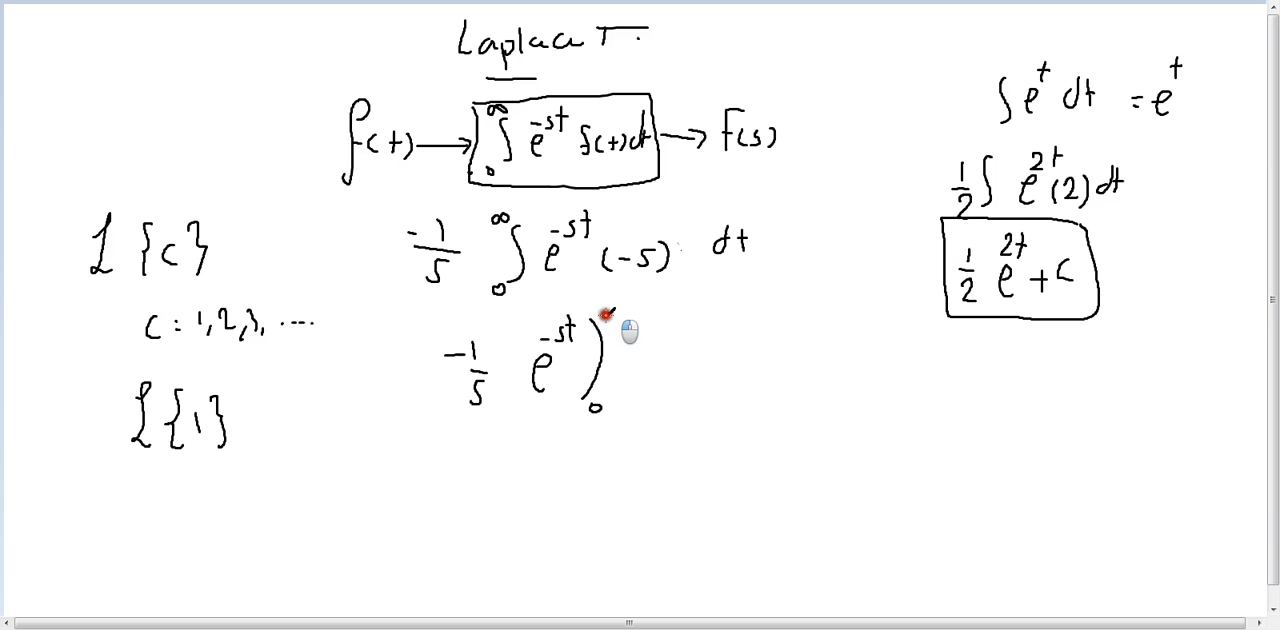 Laplace T.
f(t) → ∫₀^∞ e^-st f(t)dt → F(s)
∫ e^t dt = e^t
1/2 ∫ e^2t (2) dt
1/2 e^2t + c
L {c}
c = 1, 2, 3, ....
L {1}
-1/s ∫₀^∞ e^-st (-s) dt
-1/s e^-st )₀